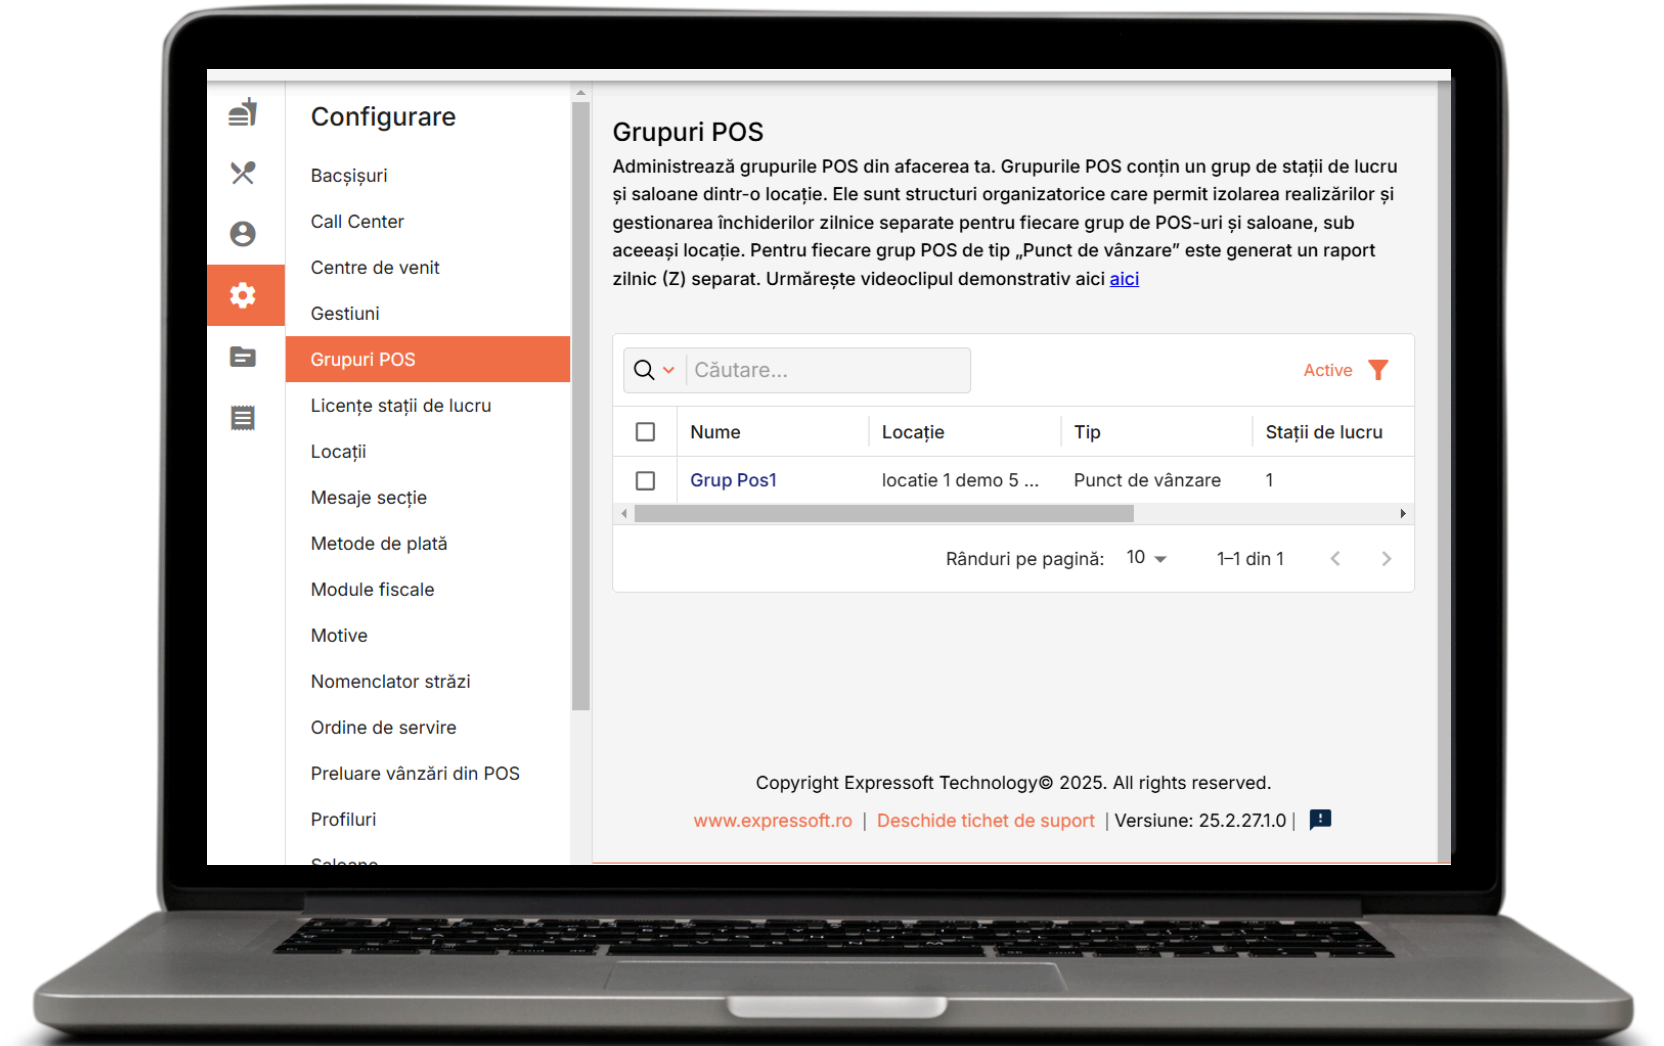 Configurare
Bacșișuri
Call Center
Centre de venit
Gestiuni
Grupuri POS
Licențe stații de lucru
Locații
Mesaje secție
Metode de plată
Module fiscale
Motive
Nomenclator străzi
Ordine de servire
Preluare vânzări din POS
Profiluri
Saloane
Grupuri POS
Administrează grupurile POS din afacerea ta. Grupurile POS conțin un grup de stații de lucru
și saloane dintr-o locație. Ele sunt structuri organizatorice care permit izolarea realizărilor și
gestionarea închiderilor zilnice separate pentru fiecare grup de POS-uri și saloane, sub
aceeași locație. Pentru fiecare grup POS de tip „Punct de vânzare” este generat un raport
zilnic (Z) separat. Urmărește videoclipul demonstrativ aici aici
Căutare...
Active
Nume Locație Tip Stații de lucru
Grup Pos1 locatie 1 demo 5 ... Punct de vânzare 1
Rânduri pe pagină: 10 1–1 din 1
Copyright Expressoft Technology© 2025. All rights reserved.
www.expressoft.ro | Deschide tichet de suport | Versiune: 25.2.27.1.0 |